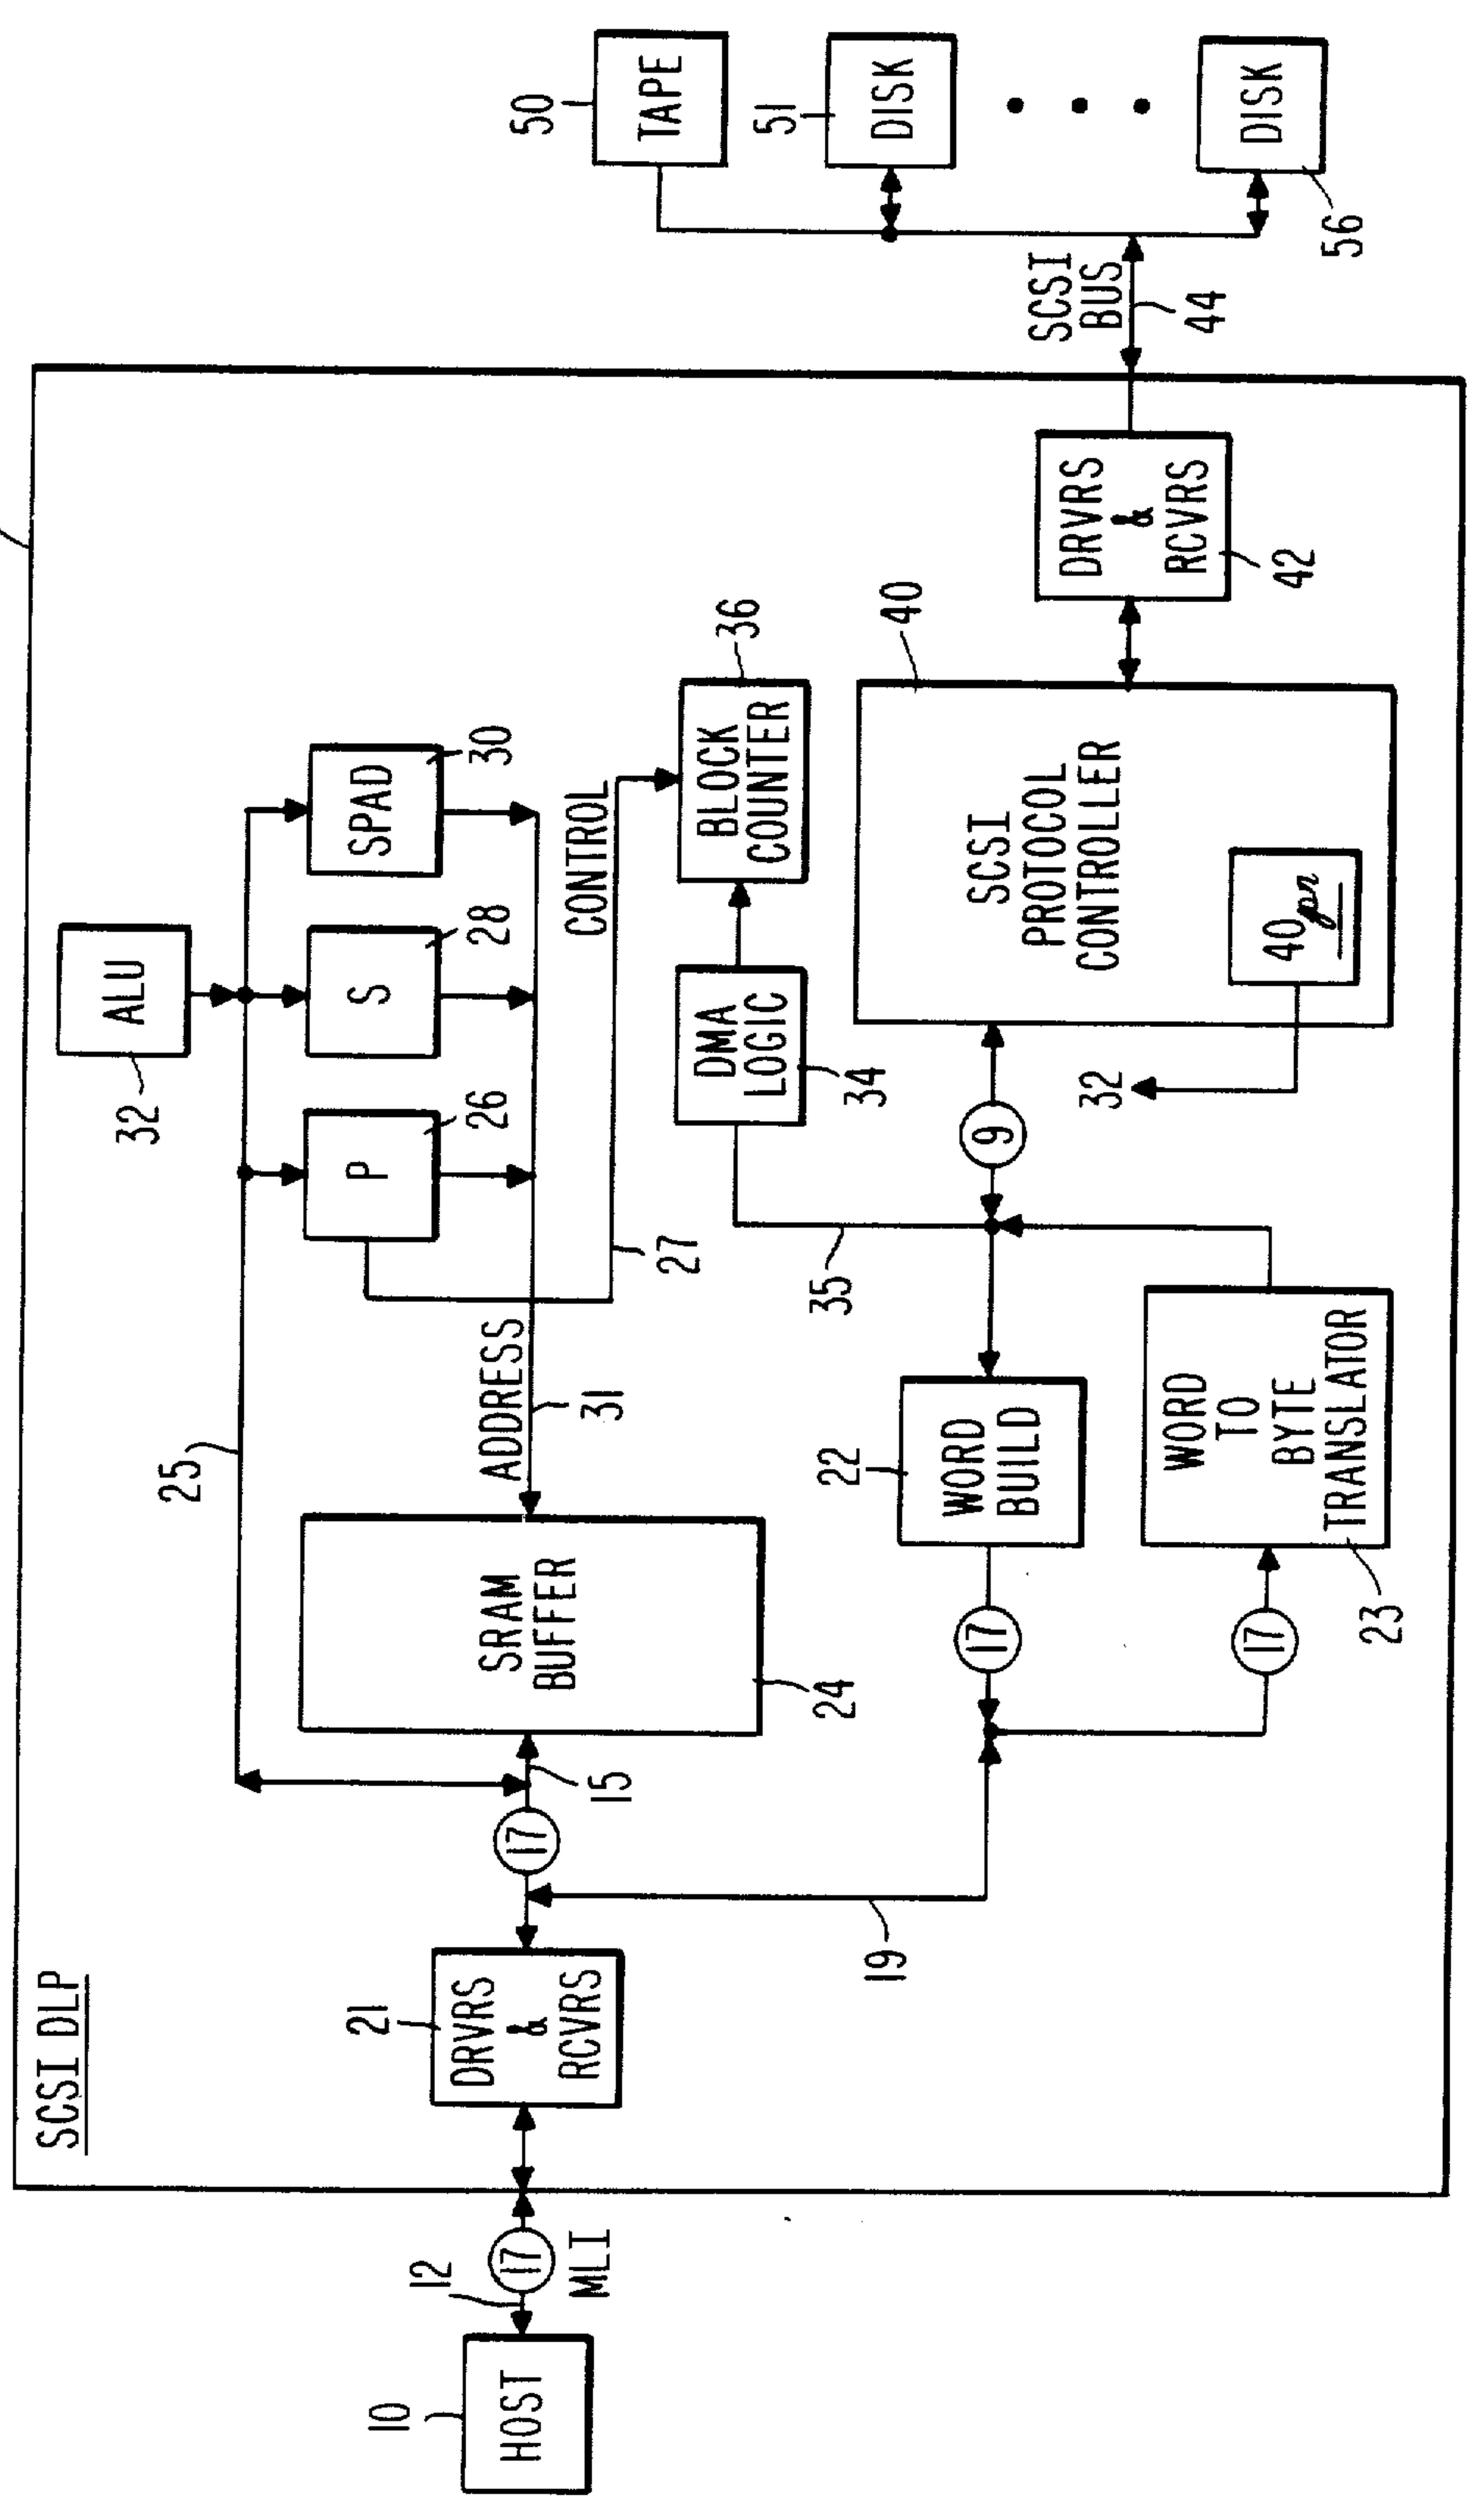 SCSI DLP
10
HOST
12
17
MLI
21
DRVRS
&
RCVRS
17
15
19
25
SRAM
BUFFER
24
ADDRESS
31
32
ALU
P
26
S
28
SPAD
30
CONTROL
27
DMA
LOGIC
34
BLOCK
COUNTER
36
35
17
22
WORD
BUILD
17
WORD
TO
BYTE
TRANSLATOR
23
9
32
SCSI
PROTOCOL
CONTROLLER
40
40pn
DRVRS
&
RCVRS
42
SCSI
BUS
44
50
TAPE
51
DISK
DISK
56